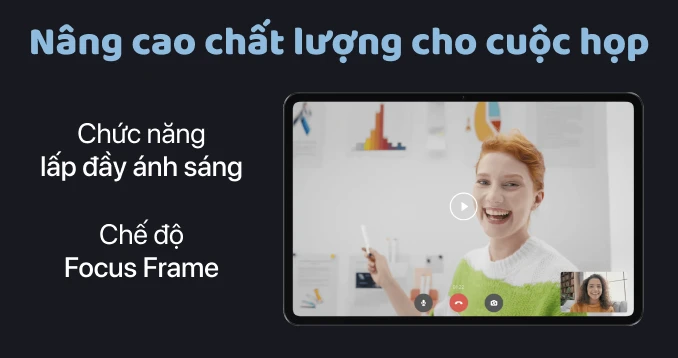 Nâng cao chất lượng cho cuộc họp
Chức năng
lấp đầy ánh sáng
Chế độ
Focus Frame